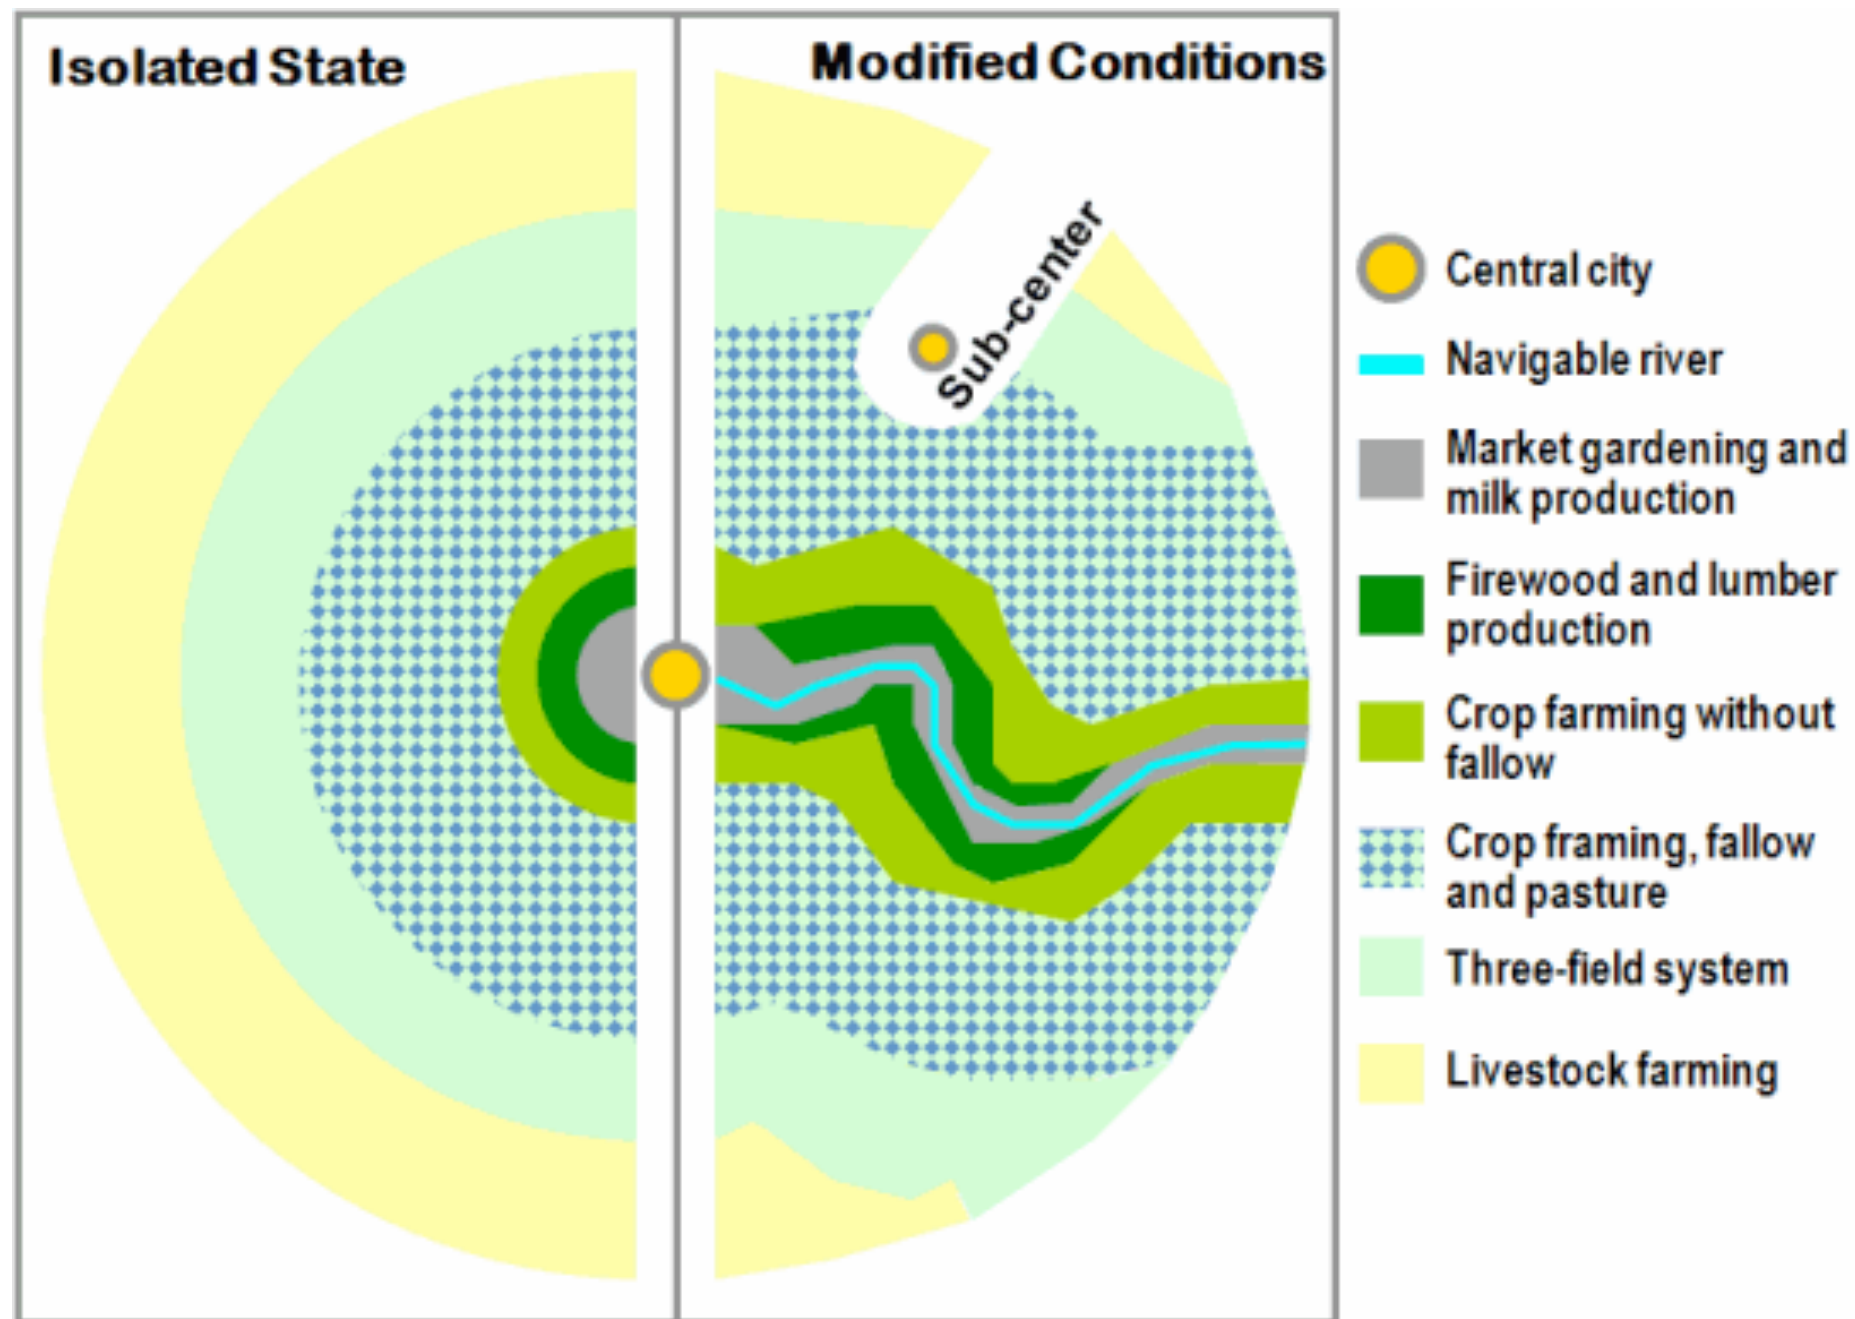 Isolated State
Modified Conditions
Sub-center
Central city
Navigable river
Market gardening and
milk production
Firewood and lumber
production
Crop farming without
fallow
Crop framing, fallow
and pasture
Three-field system
Livestock farming